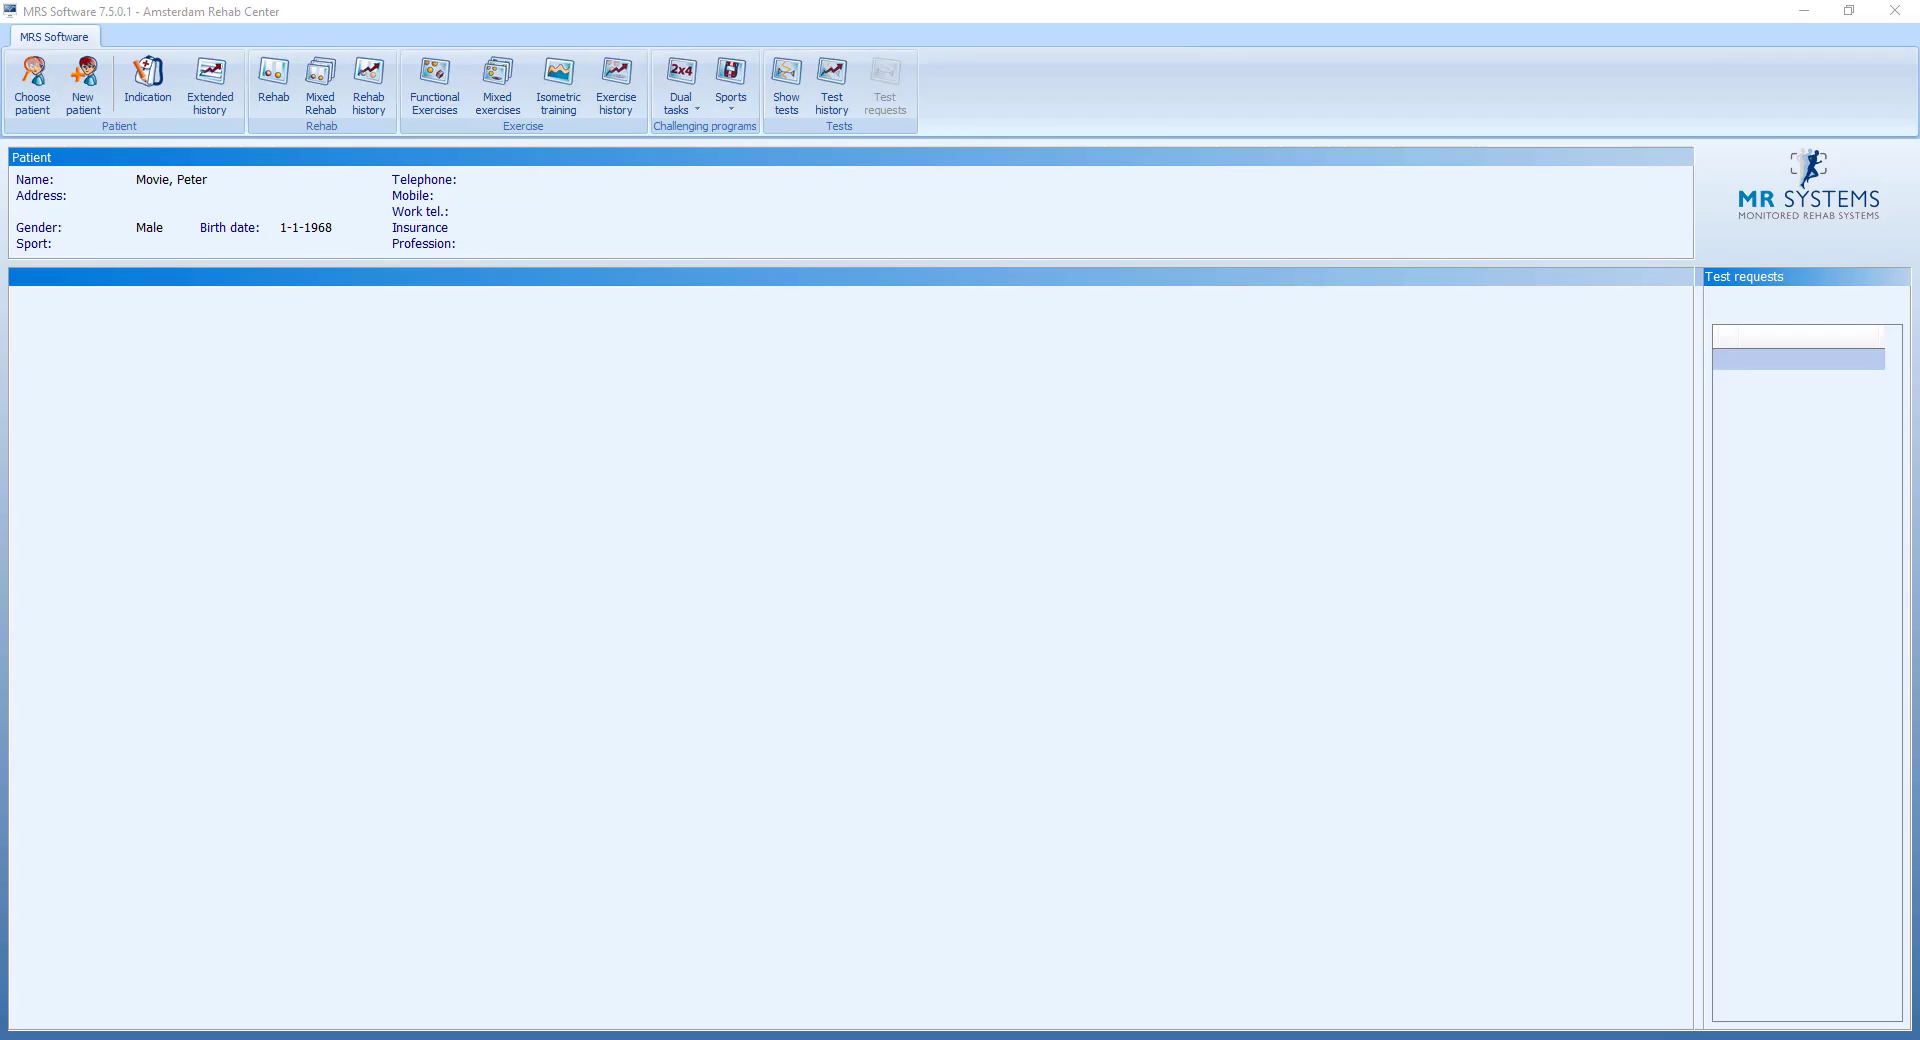 MRS Software 7.5.0.1 - Amsterdam Rehab Center
MRS Software
Choose patient
New patient
Indication
Extended history
Patient
Rehab
Mixed Rehab
Rehab history
Rehab
Functional Exercises
Mixed exercises
Isometric training
Exercise history
Exercise
2x4
Dual tasks
Sports
Challenging programs
Show tests
Test history
Test requests
Tests
Patient
Name: Movie, Peter Telephone:
Address: Mobile:
Work tel.:
Gender: Male Birth date: 1-1-1968 Insurance
Sport: Profession:
MR SYSTEMS
MONITORED REHAB SYSTEMS
Test requests